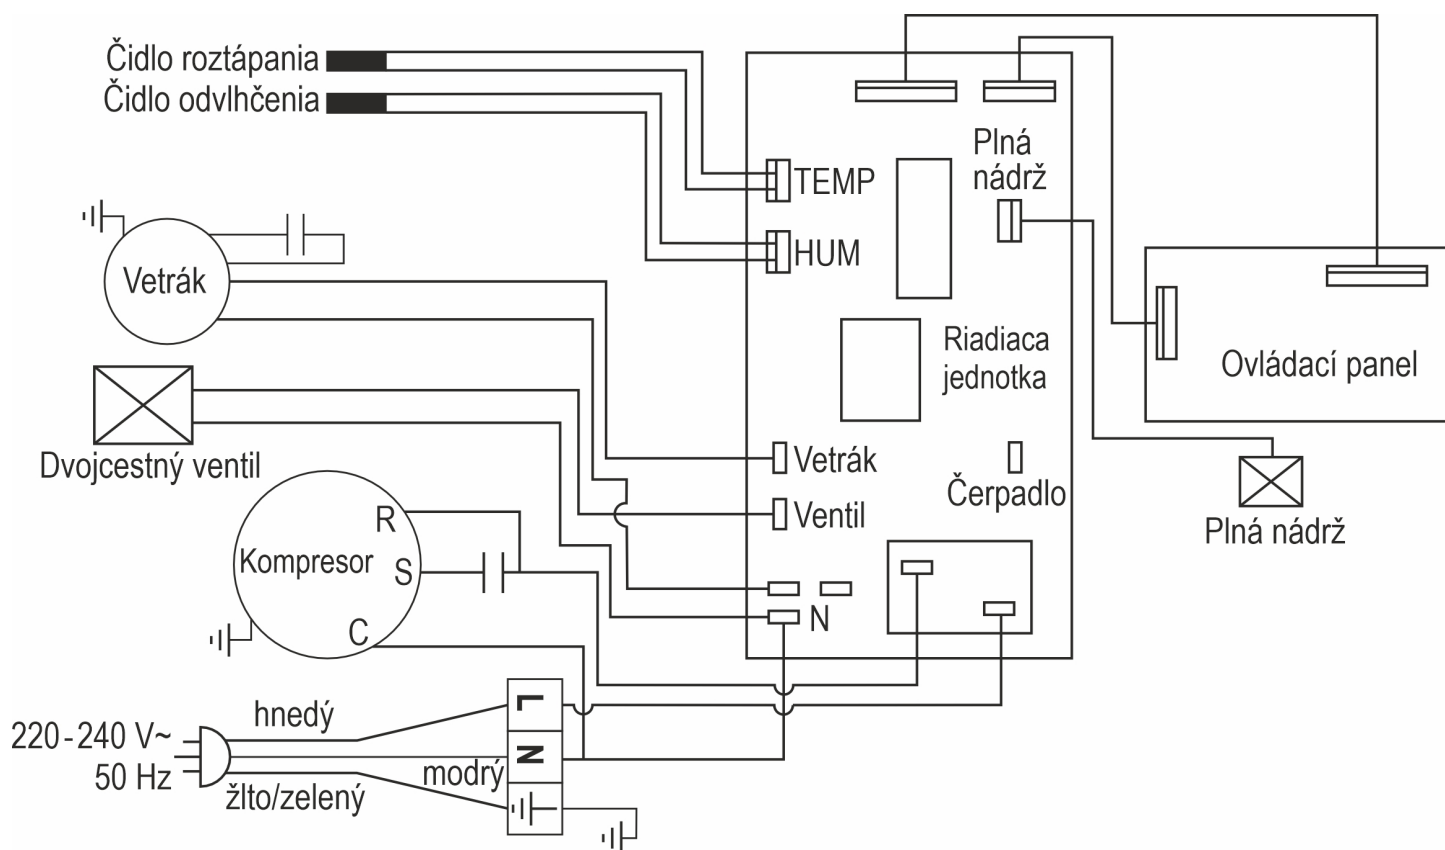 Čidlo roztápania
Čidlo odvlhčenia
Plná
nádrž
TEMP
HUM
Vetrák
Riadiaca
jednotka
Ovládací panel
Dvojcestný ventil
Vetrák
Čerpadlo
Ventil
Plná nádrž
R
Kompresor
S
C
N
hnedý
L
220-240 V~
50 Hz
N
modrý
žlto/zelený